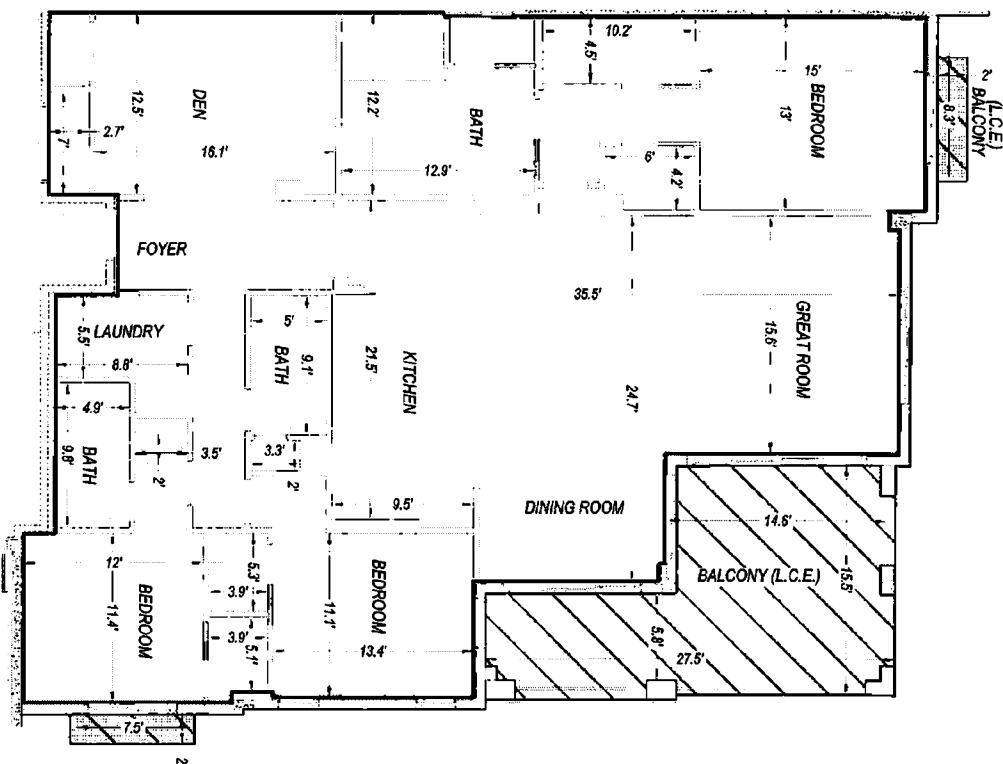 10.2'
4.5'
15'
2'
(L.C.E.)
BALCONY
8.3'
DEN
12.5'
12.2'
BATH
BEDROOM
13'
2.7'
7'
16.1'
12.9'
6'
4.2'
FOYER
35.5'
GREAT ROOM
15.6'
LAUNDRY
5.5'
8.8'
5'
BATH
9.1'
21.5'
KITCHEN
24.7'
4.9'
9.8'
BATH
3.5'
2'
3.3'
2'
9.5'
DINING ROOM
14.6'
BALCONY (L.C.E.)
15.5'
12'
11.4'
BEDROOM
5.3'
3.9'
3.9'
5.1'
11.1'
BEDROOM
13.4'
5.8'
27.5'
7.5'
2'